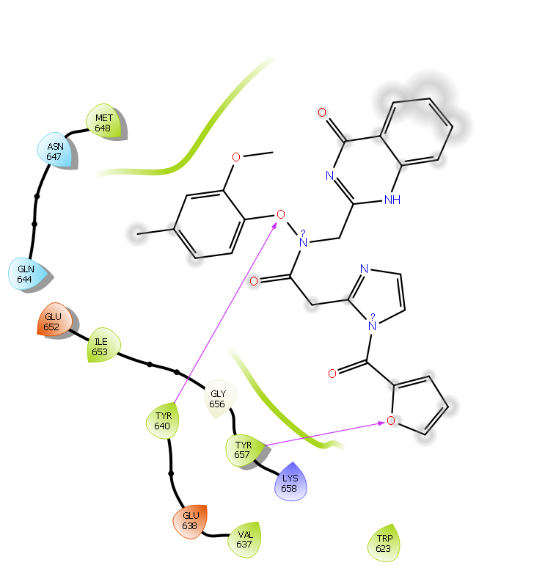 MET
648
ASN
647
O
O
N
NH
O
N
?
GLN
644
O
N
N
?
GLU
652
ILE
653
O
GLY
656
TYR
640
O
TYR
657
LYS
658
GLU
638
VAL
637
TRP
623